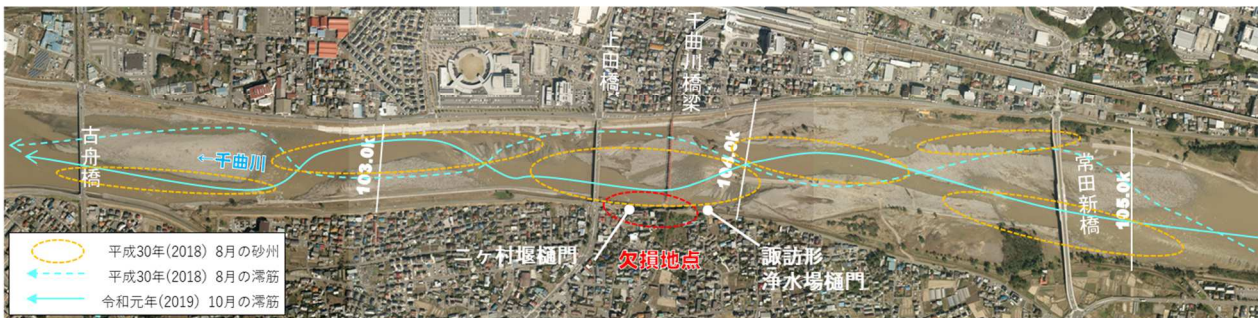 古舟橋
←千曲川
103.0k
上田橋
千曲川橋梁
104.0k
常田新橋
105.0k
三ケ村堰樋門
欠損地点
諏訪形
浄水場樋門
平成30年(2018) 8月の砂州
平成30年(2018) 8月の澪筋
令和元年(2019) 10月の澪筋